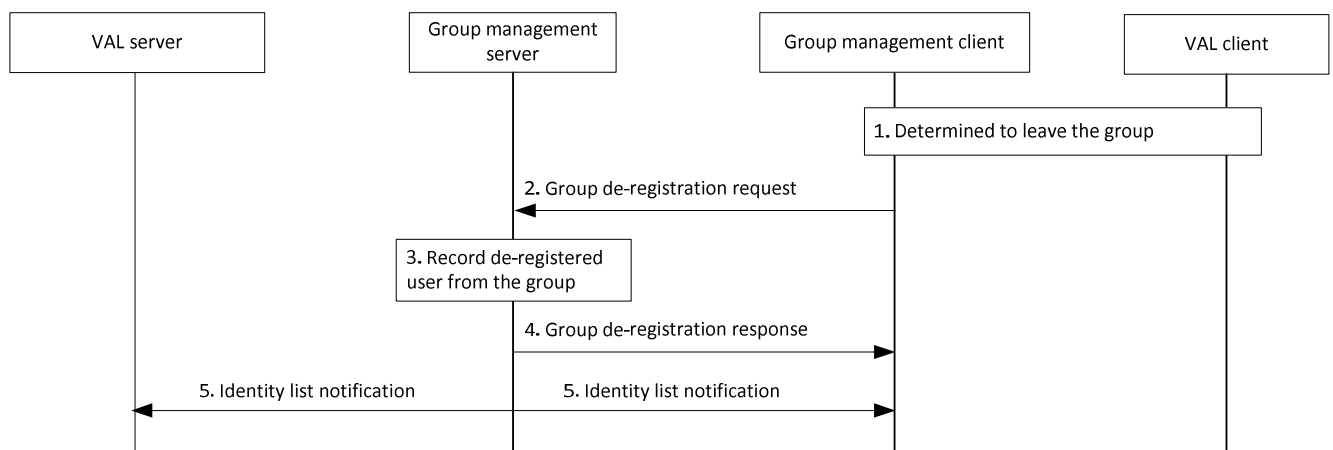 VAL server
Group management
server
Group management client
VAL client
1. Determined to leave the group
2. Group de-registration request
3. Record de-registered
user from the group
4. Group de-registration response
5. Identity list notification
5. Identity list notification